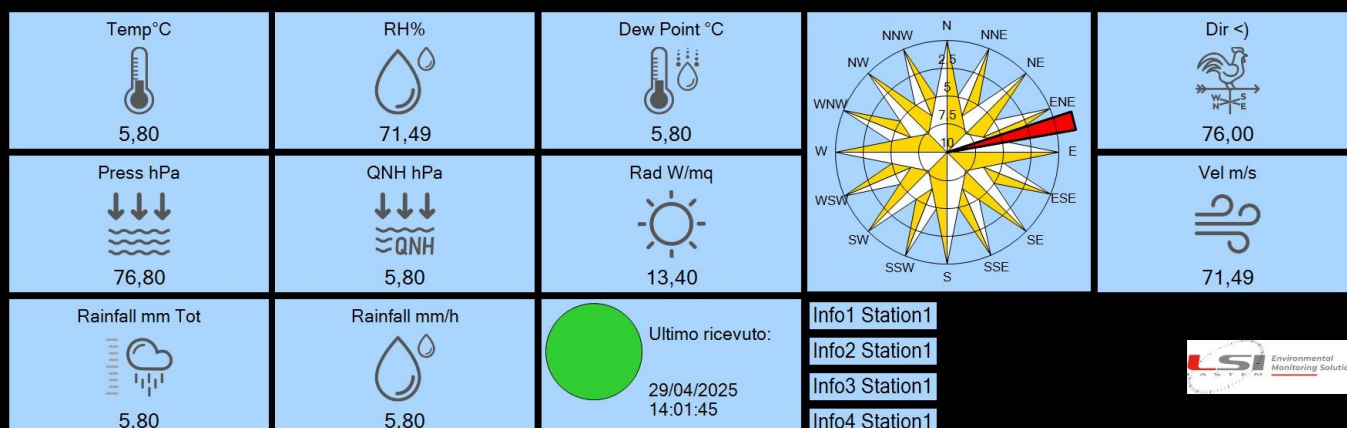 Temp°C
5,80
RH%
71,49
Dew Point °C
5,80
N
NNE
NE
ENE
E
ESE
SE
SSE
S
SSW
SW
WSW
W
WNW
NW
NNW
2.5
5
7.5
10
Dir <)
W S
N E
76,00
Press hPa
76,80
QNH hPa
QNH
5,80
Rad W/mq
13,40
Vel m/s
71,49
Rainfall mm Tot
5,80
Rainfall mm/h
5,80
Ultimo ricevuto:
29/04/2025
14:01:45
Info1 Station1
Info2 Station1
Info3 Station1
Info4 Station1
LSI
LASTEM
Environmental
Monitoring Solutio